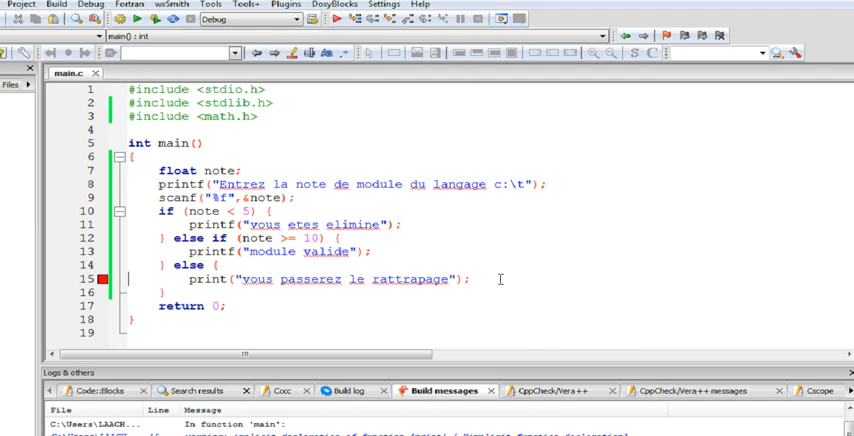 Project Build Debug Fortran wxSmith Tools Tools+ Plugins DoxyBlocks Settings Help
Debug
main() : int
S C
main.c
Files
1 #include <stdio.h>
2 #include <stdlib.h>
3 #include <math.h>
4
5 int main()
6 {
7 float note;
8 printf("Entrez la note de module du langage c:\t");
9 scanf("%f",&note);
10 if (note < 5) {
11 printf("vous etes elimine");
12 } else if (note >= 10) {
13 printf("module valide");
14 } else {
15 print("vous passerez le rattrapage");
16 }
17 return 0;
18 }
19
Logs & others
Code::Blocks Search results Cccc Build log Build messages CppCheck/Vera++ CppCheck/Vera++ messages Cscope
File Line Message
C:\Users\LAACH... In function 'main':